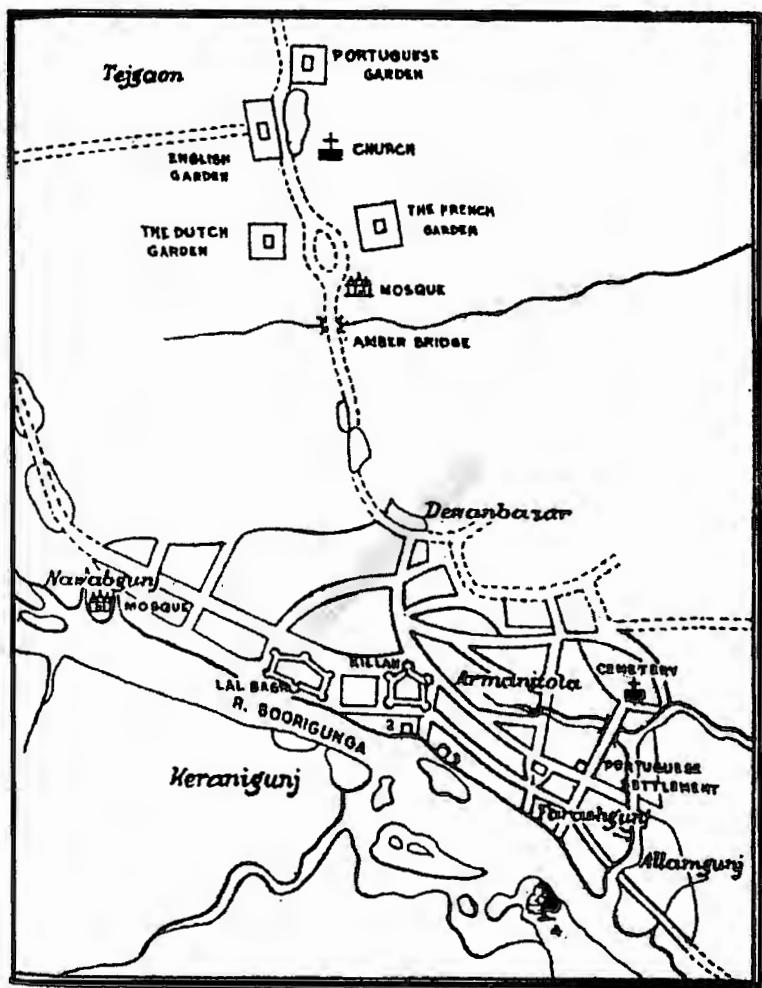 Tejgaon
PORTUGUESE
GARDEN
ENGLISH
GARDEN
CHURCH
THE DUTCH
GARDEN
THE FRENCH
GARDEN
MOSQUE
AMBER BRIDGE
Dewanbazar
Nawabgunj
MOSQUE
KILLAH
LAL BAGH
R. BOORIGUNGA
Armanitola
CEMETERY
2
3
PORTUGUESE
SETTLEMENT
Keranigunj
Farashgunj
Allamgunj